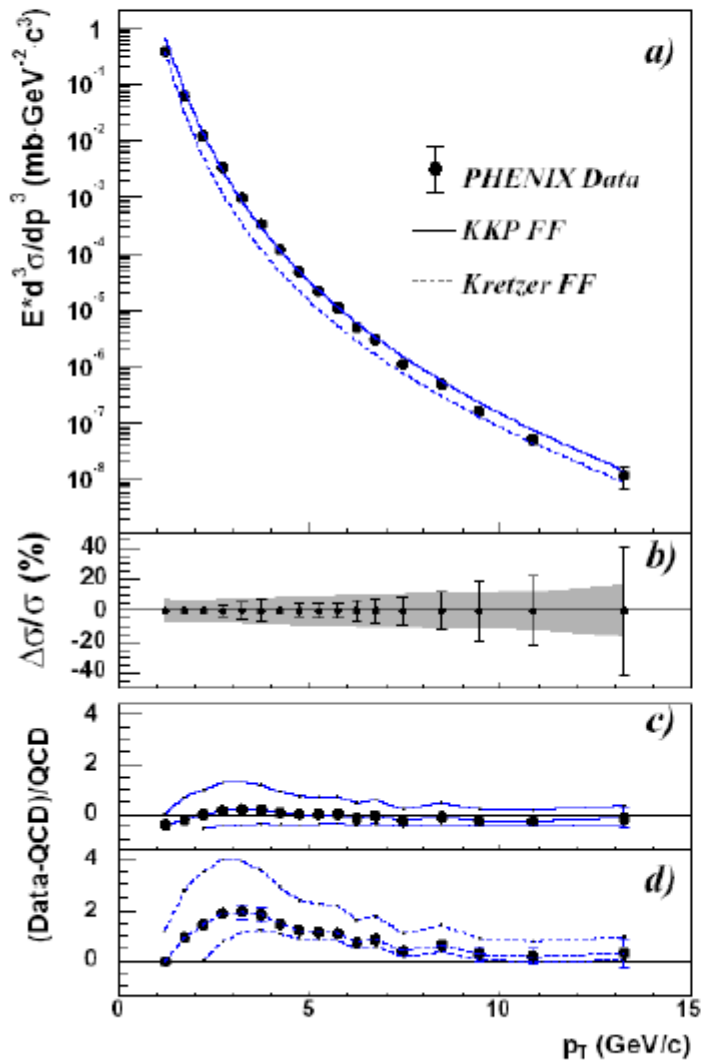 a)
E*d³σ/dp³ (mb·GeV⁻²·c³)
1
10⁻¹
10⁻²
10⁻³
10⁻⁴
10⁻⁵
10⁻⁶
10⁻⁷
10⁻⁸
PHENIX Data
KKP FF
Kretzer FF
b)
Δσ/σ (%)
40
20
0
-20
-40
c)
(Data-QCD)/QCD
4
2
0
d)
4
2
0
0 5 10 15
pT (GeV/c)